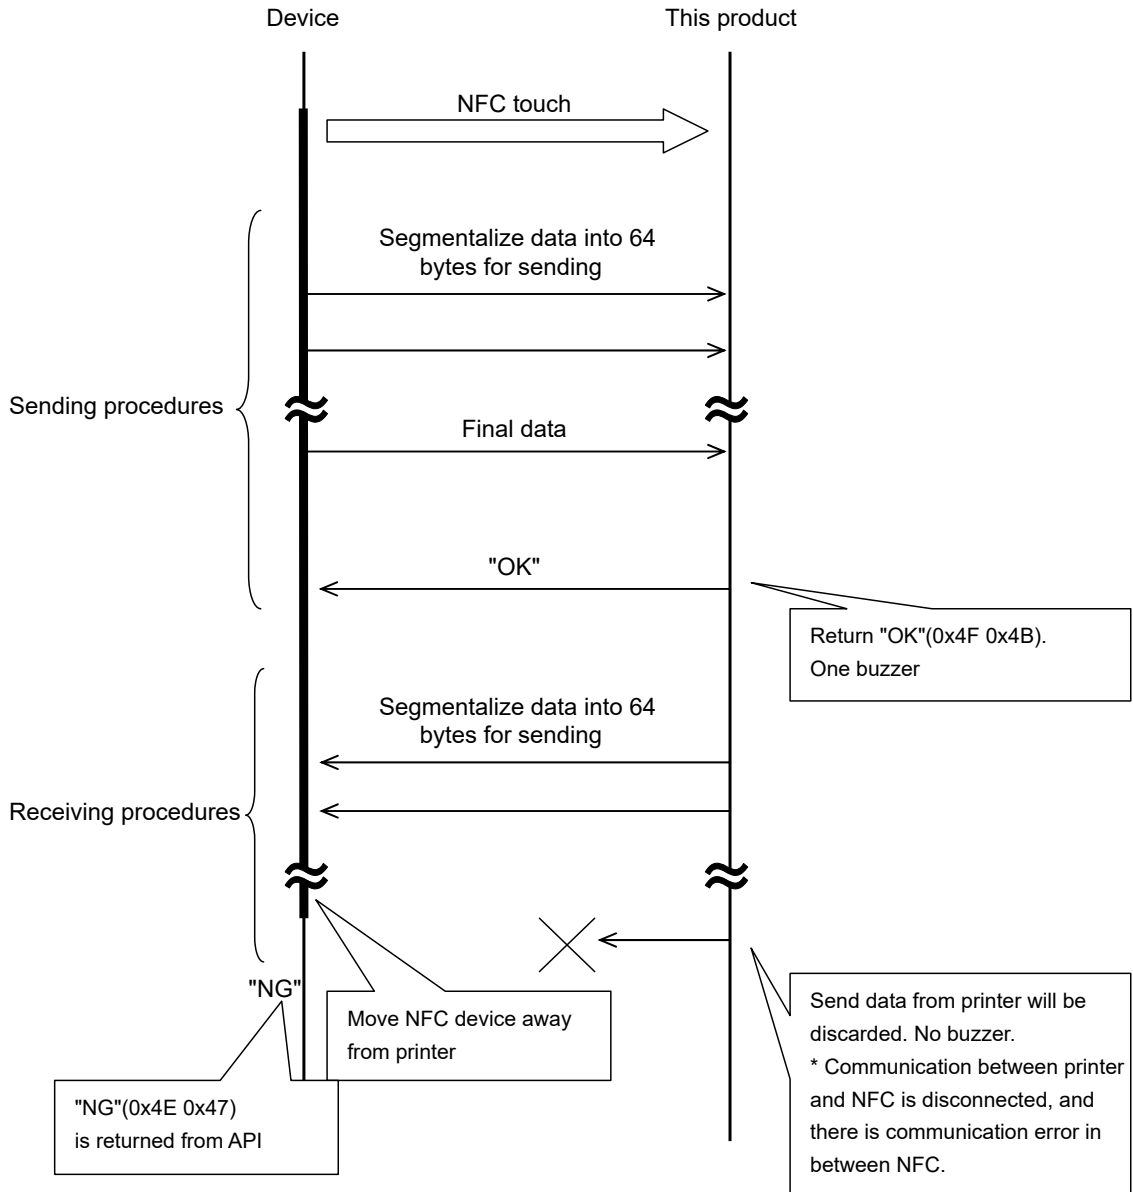 Device
This product
NFC touch
Segmentalize data into 64
bytes for sending
Sending procedures
Final data
"OK"
Return "OK"(0x4F 0x4B).
One buzzer
Segmentalize data into 64
bytes for sending
Receiving procedures
"NG"
Move NFC device away
from printer
Send data from printer will be
discarded. No buzzer.
* Communication between printer
and NFC is disconnected, and
there is communication error in
between NFC.
"NG"(0x4E 0x47)
is returned from API